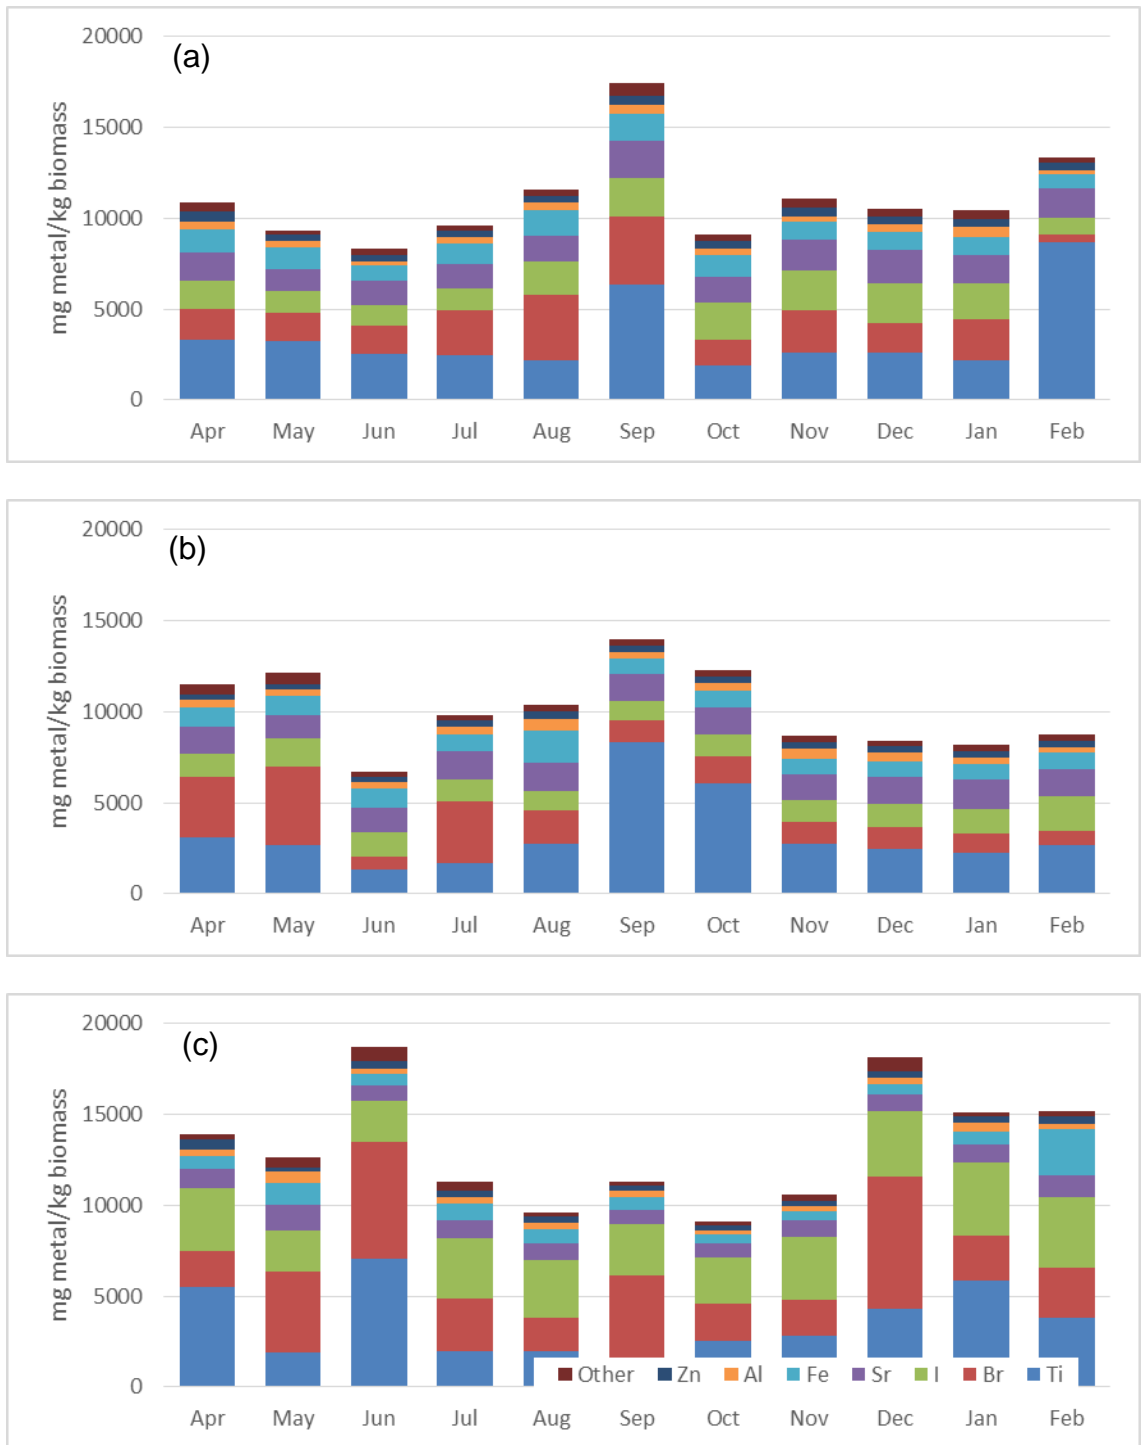 (a)
mg metal/kg biomass
20000
15000
10000
5000
0
Apr May Jun Jul Aug Sep Oct Nov Dec Jan Feb
(b)
mg metal/kg biomass
20000
15000
10000
5000
0
Apr May Jun Jul Aug Sep Oct Nov Dec Jan Feb
(c)
mg metal/kg biomass
20000
15000
10000
5000
0
Other Zn Al Fe Sr I Br Ti
Apr May Jun Jul Aug Sep Oct Nov Dec Jan Feb